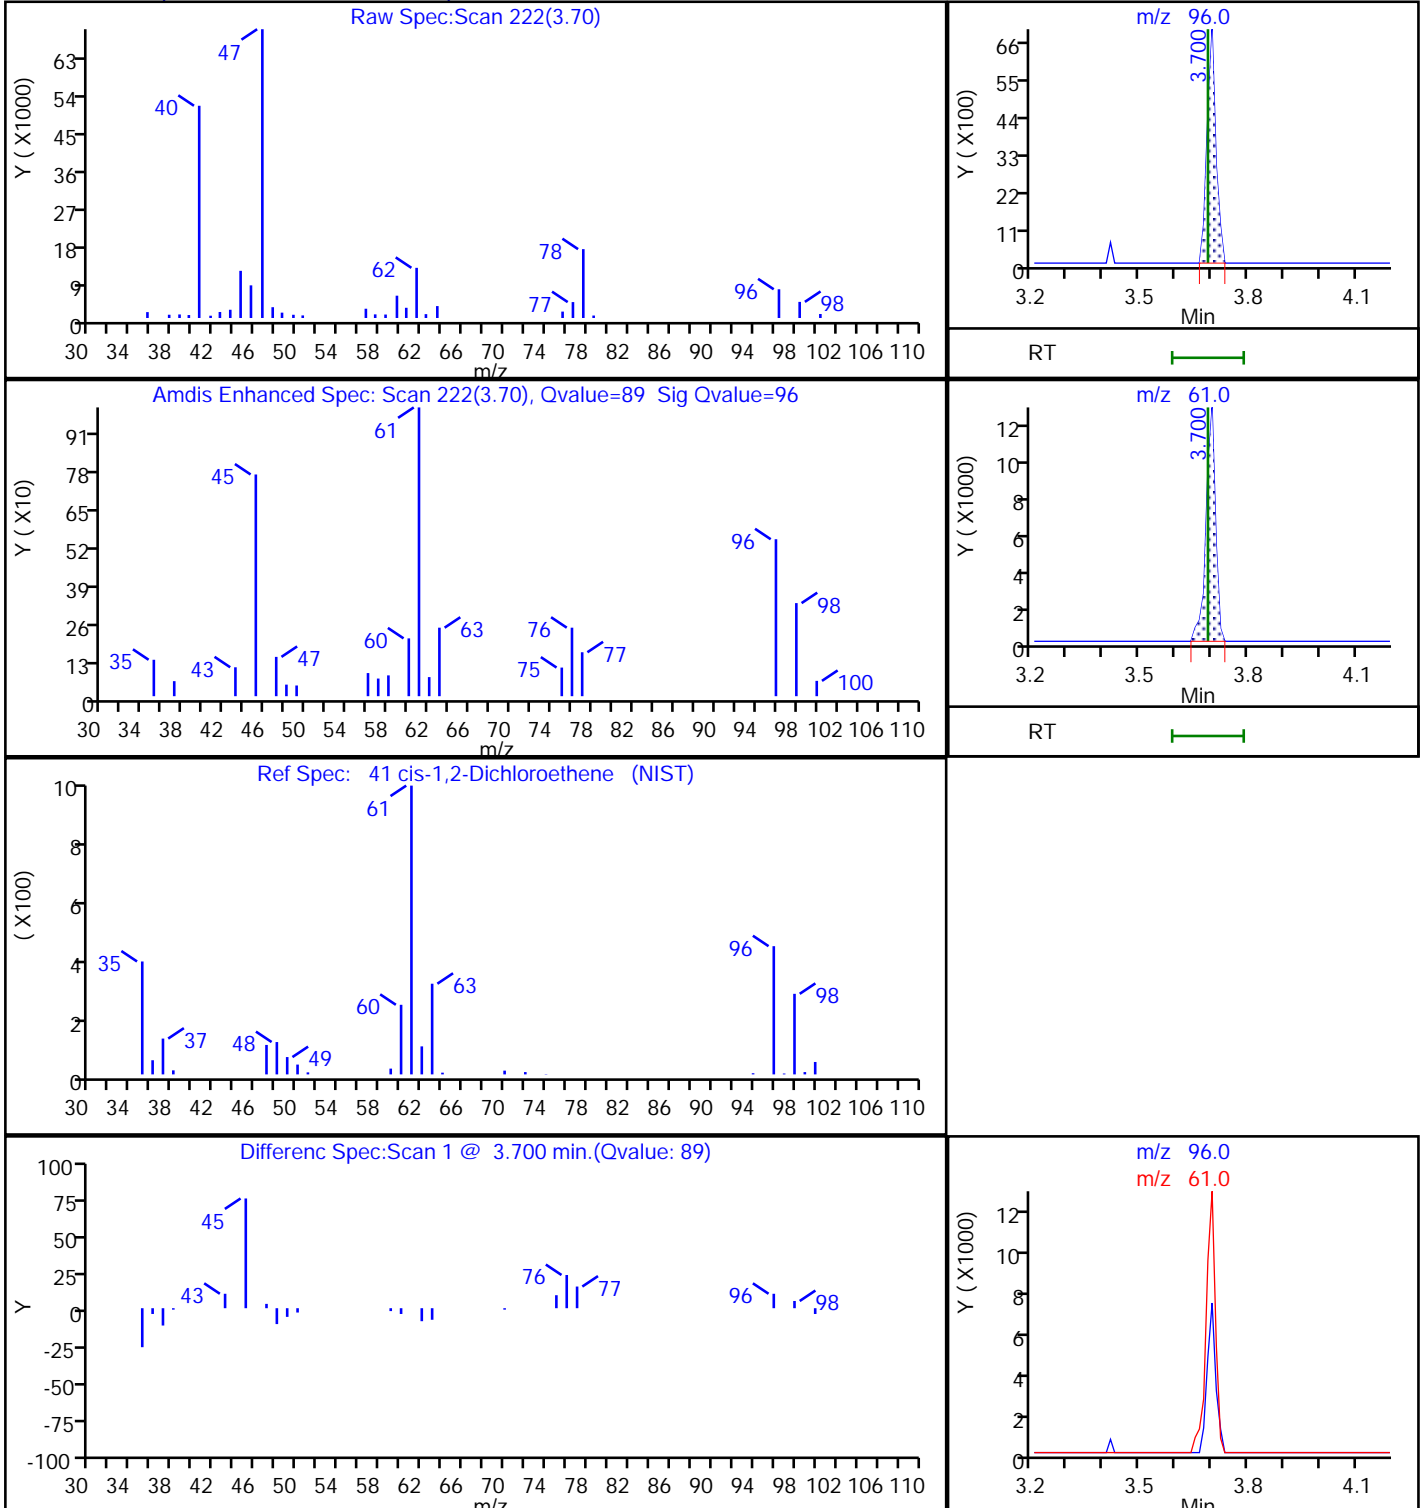 Raw Spec:Scan 222(3.70)
Y ( X1000)
63
54
45
36
27
18
9
0
47
40
62
78
77
96
98
30 34 38 42 46 50 54 58 62 66 70 74 78 82 86 90 94 98 102 106 110
m/z
m/z 96.0
Y ( X100)
66
55
44
33
22
11
0
3.700
3.2 3.5 3.8 4.1
Min
RT
Amdis Enhanced Spec: Scan 222(3.70), Qvalue=89 Sig Qvalue=96
Y ( X10)
91
78
65
52
39
26
13
0
61
45
96
98
60
63
76
77
75
35
43
47
100
30 34 38 42 46 50 54 58 62 66 70 74 78 82 86 90 94 98 102 106 110
m/z
m/z 61.0
Y ( X1000)
12
10
8
6
4
2
0
3.700
3.2 3.5 3.8 4.1
Min
RT
Ref Spec: 41 cis-1,2-Dichloroethene (NIST)
( X100)
10
8
6
4
2
0
61
35
96
98
60
63
37
48
49
30 34 38 42 46 50 54 58 62 66 70 74 78 82 86 90 94 98 102 106 110
Differenc Spec:Scan 1 @ 3.700 min.(Qvalue: 89)
Y
100
75
50
25
0
-25
-50
-75
-100
45
43
76
77
96
98
30 34 38 42 46 50 54 58 62 66 70 74 78 82 86 90 94 98 102 106 110
m/z
m/z 96.0
m/z 61.0
Y ( X1000)
12
10
8
6
4
2
0
3.2 3.5 3.8 4.1
Min